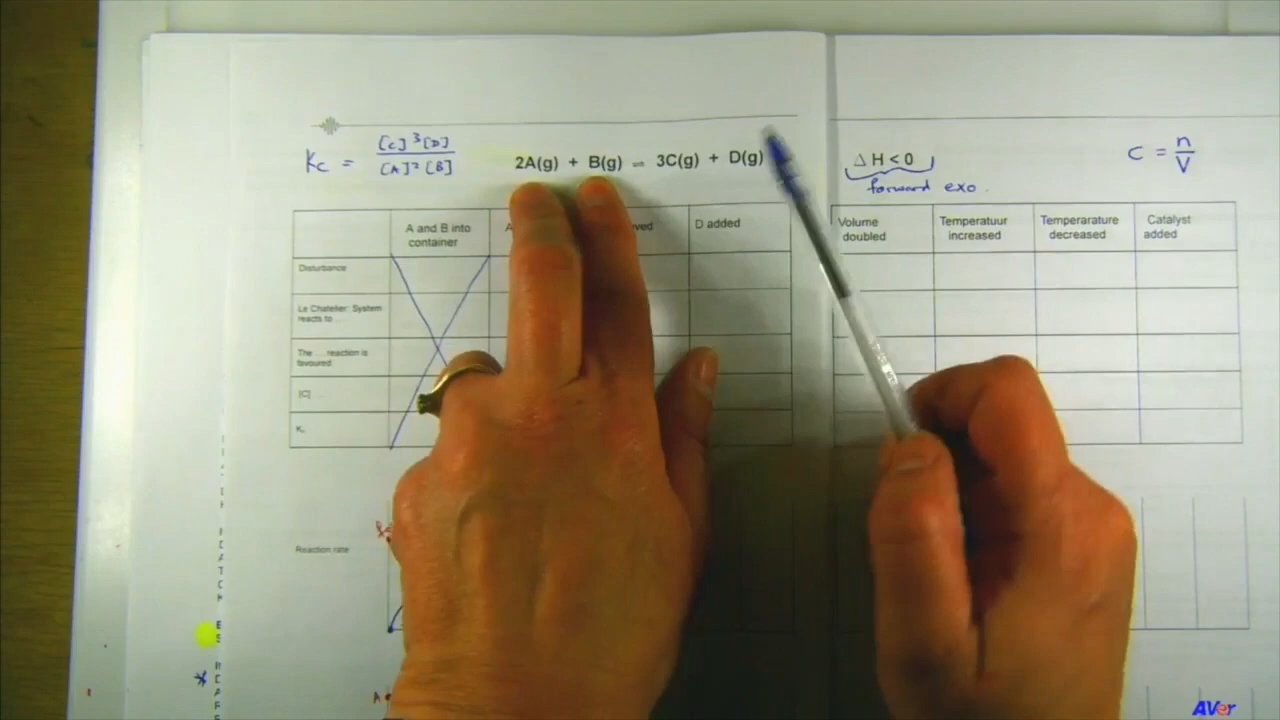 Kc = [C]³[D]
[A]²[B]
2A(g) + B(g) ⇌ 3C(g) + D(g)
ΔH < 0
forward exo.
C = n
V
A and B into
container
D added
Volume
doubled
Temperatuur
increased
Temperarature
decreased
Catalyst
added
Disturbance
Le Chatelier: System
reacts to ...
The ... reaction is
favoured
[C] ...
Kc
Reaction rate
A
AVer